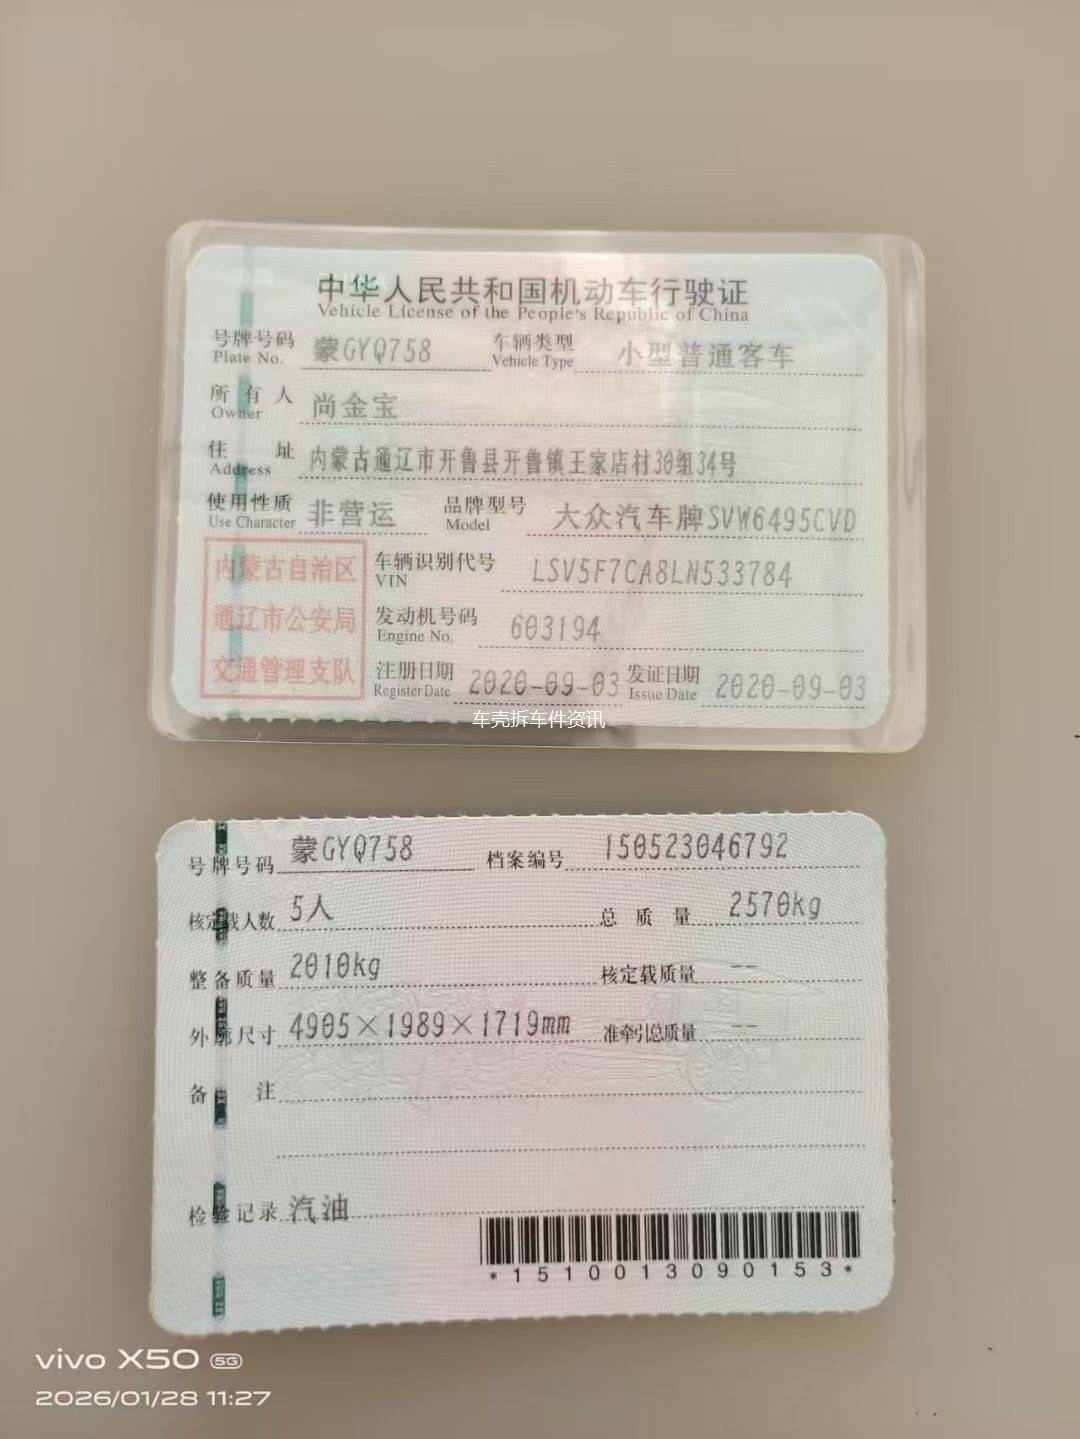 中华人民共和国机动车行驶证
Vehicle License of the People's Republic of China
号牌号码 蒙GYQ758 车辆类型 小型普通客车
Plate No. Vehicle Type
所有人 尚金宝
Owner
住址 内蒙古通辽市开鲁县开鲁镇王家店村30组34号
Address
使用性质 非营运 品牌型号 大众汽车牌SVW6495CVD
Use Character Model
内蒙古自治区
通辽市公安局
交通管理支队
车辆识别代号 LSV5F7CA8LN533784
VIN
发动机号码 603194
Engine No.
注册日期 2020-09-03 发证日期 2020-09-03
Register Date Issue Date
车壳拆车件资讯
号牌号码 蒙GYQ758 档案编号 150523046792
核定载人数 5人 总质量 2570kg
整备质量 2010kg 核定载质量 --
外廓尺寸 4905×1989×1719mm 准牵引总质量 --
备注
检验记录 汽油
*1510013090153*
vivo X50 5G
2026/01/28 11:27